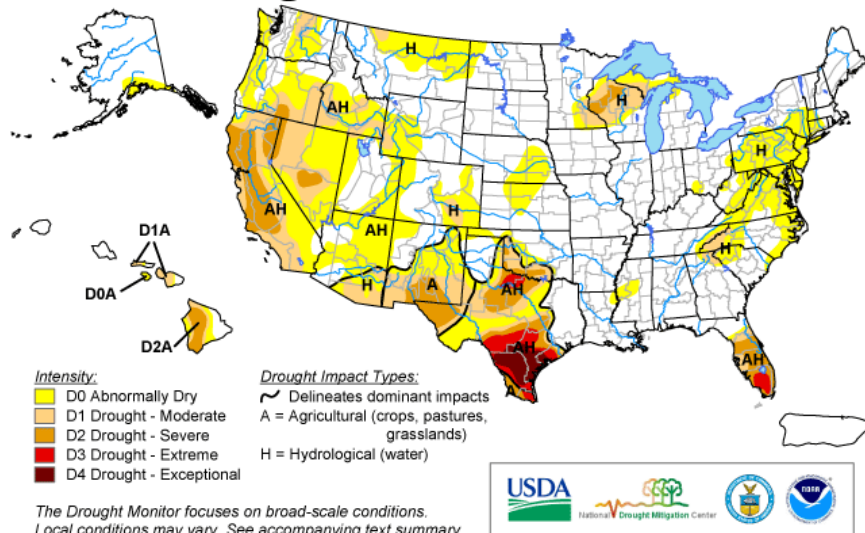 H
H
AH
H
H
AH
H
AH
H
H
A
AH
AH
A
AH
D1A
D0A
D2A
Intensity:
D0 Abnormally Dry
D1 Drought - Moderate
D2 Drought - Severe
D3 Drought - Extreme
D4 Drought - Exceptional
Drought Impact Types:
Delineates dominant impacts
A = Agricultural (crops, pastures,
grasslands)
H = Hydrological (water)
The Drought Monitor focuses on broad-scale conditions.
Local conditions may vary. See accompanying text summary
USDA
National Drought Mitigation Center
NOAA